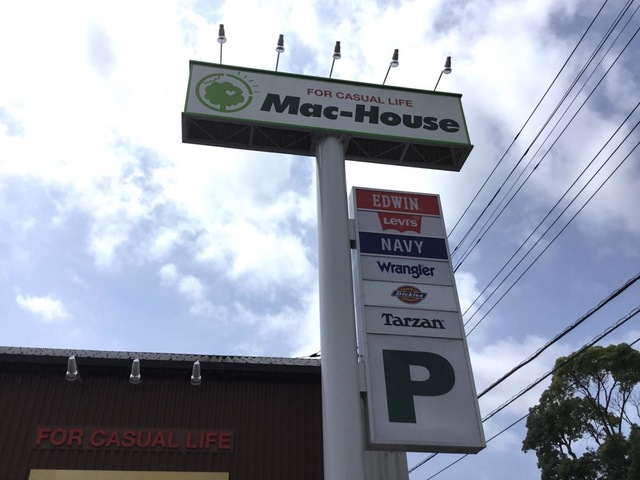 FOR CASUAL LIFE
Mac-House
EDWIN
LEVI'S
NAVY
Wrangler
Dickies
Tarzan
P
FOR CASUAL LIFE